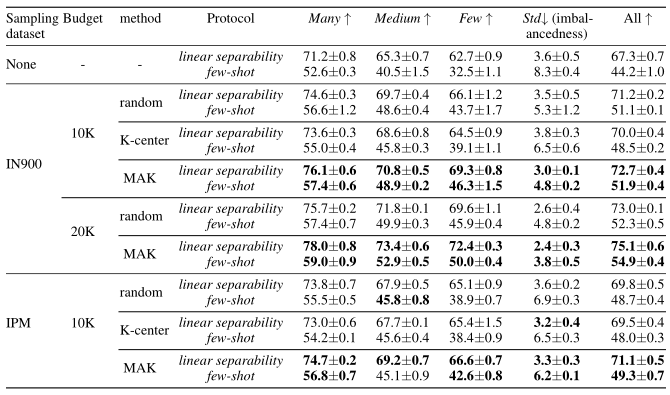 Sampling Budget method Protocol Many ↑ Medium ↑ Few ↑ Std↓ (imbal- All ↑
dataset ancedness)
None - - linear separability 71.2±0.8 65.3±0.7 62.7±0.9 3.6±0.5 67.3±0.7
few-shot 52.6±0.3 40.5±1.5 32.5±1.1 8.3±0.4 44.2±1.0
IN900 10K random linear separability 74.6±0.3 69.7±0.4 66.1±1.2 3.5±0.5 71.2±0.2
few-shot 56.6±1.2 48.6±0.4 43.7±1.7 5.3±1.2 51.1±0.1
K-center linear separability 73.6±0.3 68.6±0.8 64.5±0.9 3.8±0.3 70.0±0.4
few-shot 55.0±0.4 45.8±0.3 39.1±1.1 6.5±0.6 48.5±0.2
MAK linear separability 76.1±0.6 70.8±0.5 69.3±0.8 3.0±0.1 72.7±0.4
few-shot 57.4±0.6 48.9±0.2 46.3±1.5 4.8±0.2 51.9±0.4
20K random linear separability 75.7±0.2 71.8±0.1 69.6±1.1 2.6±0.4 73.0±0.1
few-shot 57.4±0.7 49.9±0.3 45.9±0.4 4.8±0.2 52.3±0.5
MAK linear separability 78.0±0.8 73.4±0.6 72.4±0.3 2.4±0.3 75.1±0.6
few-shot 59.0±0.9 52.9±0.5 50.0±0.4 3.8±0.5 54.9±0.4
IPM 10K random linear separability 73.8±0.7 67.9±0.5 65.1±0.9 3.6±0.2 69.8±0.5
few-shot 55.5±0.5 45.8±0.8 38.9±0.7 6.9±0.3 48.7±0.4
K-center linear separability 73.0±0.6 67.7±0.1 65.4±1.5 3.2±0.4 69.5±0.4
few-shot 54.2±0.1 45.6±0.4 38.4±0.9 6.5±0.3 48.0±0.3
MAK linear separability 74.7±0.2 69.2±0.7 66.6±0.7 3.3±0.3 71.1±0.5
few-shot 56.8±0.7 45.1±0.9 42.6±0.8 6.2±0.1 49.3±0.7